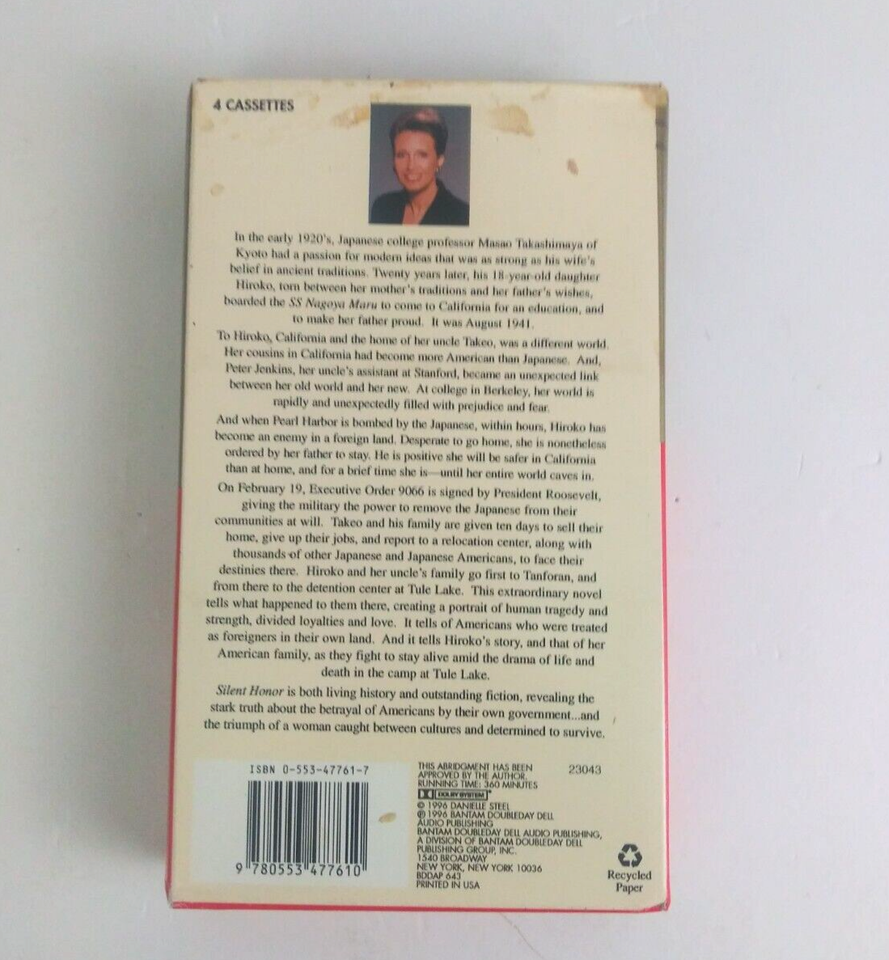 4 CASSETTES
In the early 1920's, Japanese college professor Masao Takashimaya of
Kyoto had a passion for modern ideas that was as strong as his wife's
belief in ancient traditions. Twenty years later, his 18-year-old daughter
Hiroko, torn between her mother's traditions and her father's wishes,
boarded the SS Nagoya Maru to come to California for an education, and
to make her father proud. It was August 1941.
To Hiroko, California and the home of her uncle Takeo, was a different world.
Her cousins in California had become more American than Japanese. And,
Peter Jenkins, her uncle's assistant at Stanford, became an unexpected link
between her old world and her new. At college in Berkeley, her world is
rapidly and unexpectedly filled with prejudice and fear.
And when Pearl Harbor is bombed by the Japanese, within hours, Hiroko has
become an enemy in a foreign land. Desperate to go home, she is nonetheless
ordered by her father to stay. He is positive she will be safer in California
than at home, and for a brief time she is—until her entire world caves in.
On February 19, Executive Order 9066 is signed by President Roosevelt,
giving the military the power to remove the Japanese from their
communities at will. Takeo and his family are given ten days to sell their
home, give up their jobs, and report to a relocation center, along with
thousands of other Japanese and Japanese Americans, to face their
destinies there. Hiroko and her uncle's family go first to Tanforan, and
from there to the detention center at Tule Lake. This extraordinary novel
tells what happened to them there, creating a portrait of human tragedy and
strength, divided loyalties and love. It tells of Americans who were treated
as foreigners in their own land. And it tells Hiroko's story, and that of her
American family, as they fight to stay alive amid the drama of life and
death in the camp at Tule Lake.
Silent Honor is both living history and outstanding fiction, revealing the
stark truth about the betrayal of Americans by their own government...and
the triumph of a woman caught between cultures and determined to survive.
ISBN 0-553-47761-7
9 780553 477610
THIS ABRIDGMENT HAS BEEN
APPROVED BY THE AUTHOR.
RUNNING TIME: 360 MINUTES
DOLBY SYSTEM
© 1996 DANIELLE STEEL
℗ 1996 BANTAM DOUBLEDAY DELL
AUDIO PUBLISHING
BANTAM DOUBLEDAY DELL AUDIO PUBLISHING,
A DIVISION OF BANTAM DOUBLEDAY DELL
PUBLISHING GROUP, INC.
1540 BROADWAY
NEW YORK, NEW YORK 10036
BDDAP 643
PRINTED IN USA
23043
Recycled
Paper